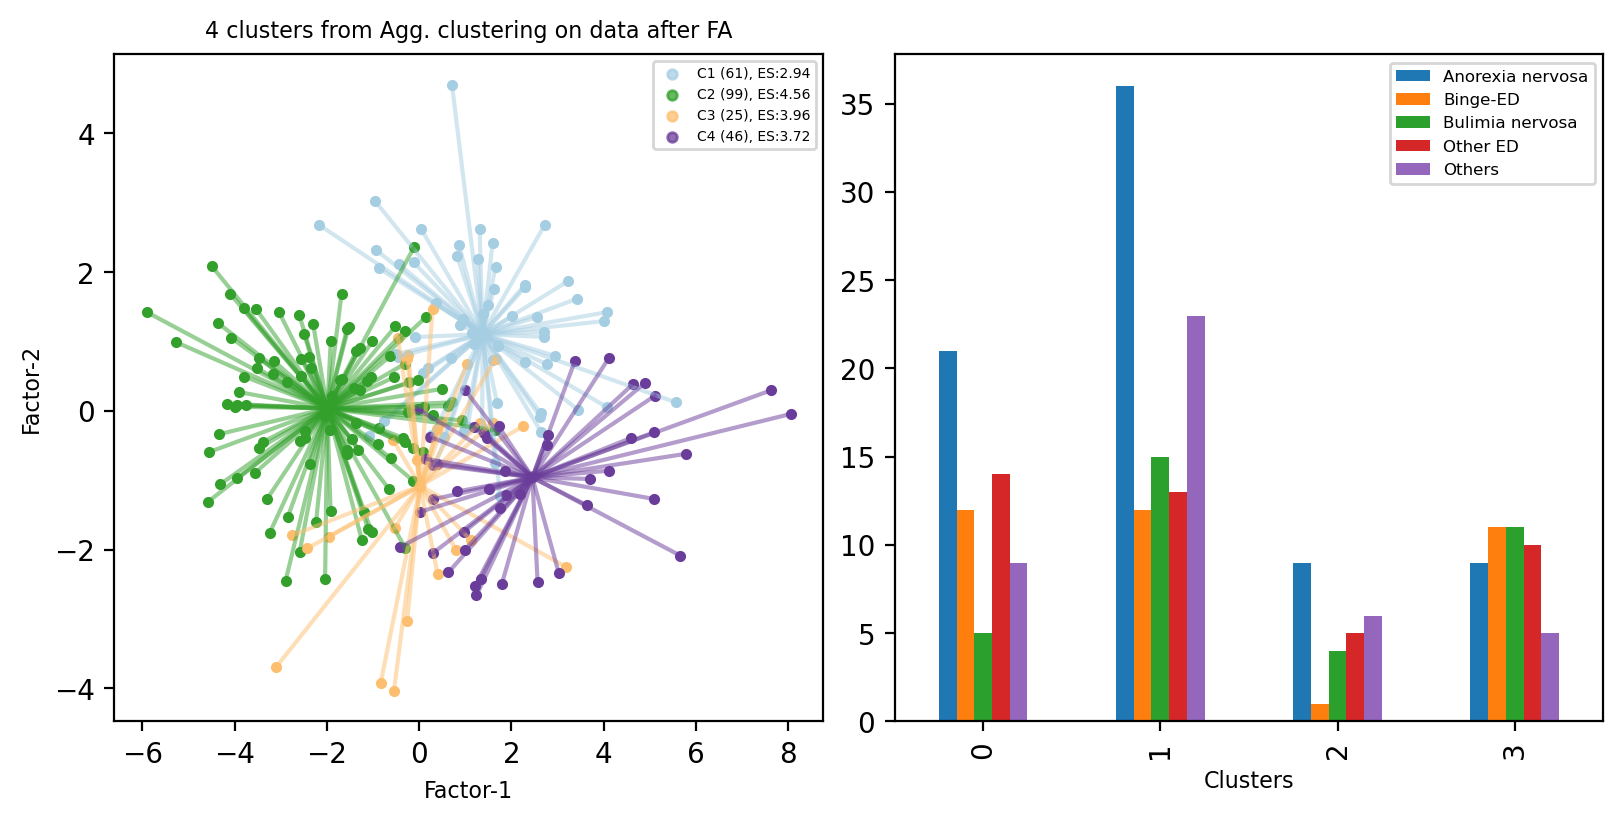 4 clusters from Agg. clustering on data after FA
C1 (61), ES:2.94
C2 (99), ES:4.56
C3 (25), ES:3.96
C4 (46), ES:3.72
4
2
0
−2
−4
Factor-2
−6 −4 −2 0 2 4 6 8
Factor-1
Anorexia nervosa
Binge-ED
Bulimia nervosa
Other ED
Others
35
30
25
20
15
10
5
0
0 1 2 3
Clusters